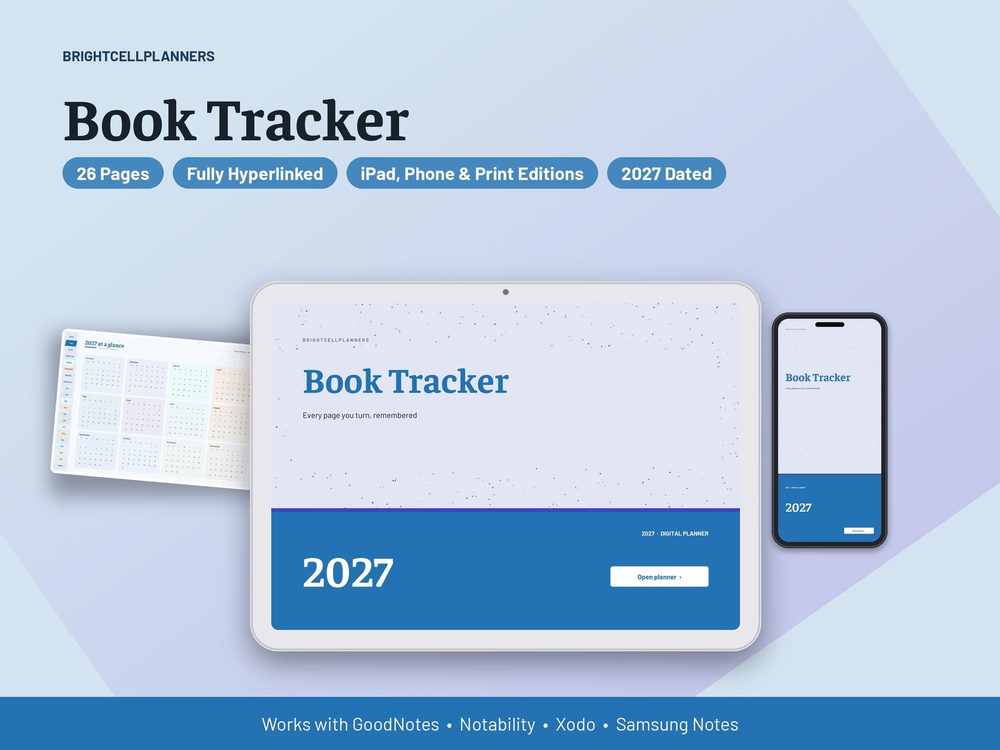 BRIGHTCELLPLANNERS
Book Tracker
26 Pages
Fully Hyperlinked
iPad, Phone & Print Editions
2027 Dated
2027 at a glance
BRIGHTCELLPLANNERS
Book Tracker
Every page you turn, remembered
2027 · DIGITAL PLANNER
2027
Open planner ›
Book Tracker
2027
Works with GoodNotes • Notability • Xodo • Samsung Notes